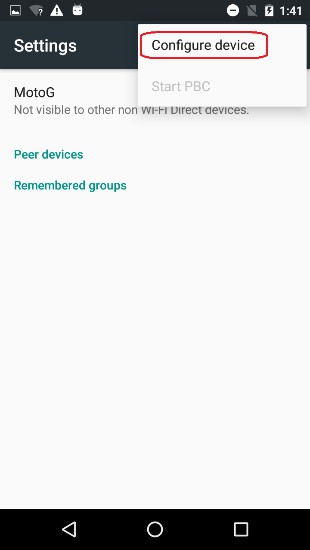 1:41
Settings
Configure device
Start PBC
MotoG
Not visible to other non Wi-Fi Direct devices.
Peer devices
Remembered groups